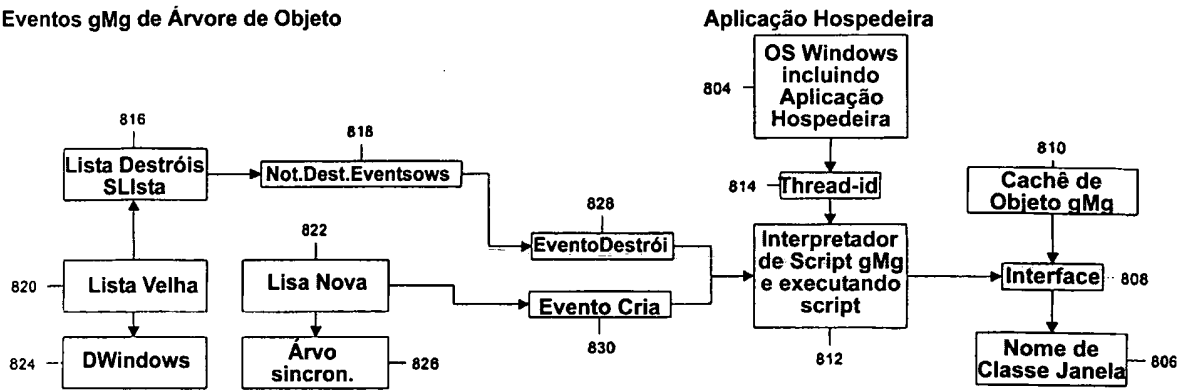 Eventos gMg de Árvore de Objeto
Aplicação Hospedeira
OS Windows
incluindo
Aplicação
Hospedeira
804
816
818
810
Lista Destróis
SLIsta
Not.Dest.Eventsows
814
Thread-id
Cachê de
Objeto gMg
822
828
EventoDestrói
Interpretador
de Script gMg
e executando
script
820
Lista Velha
Lisa Nova
Interface
808
Evento Cria
830
824
DWindows
Árvo
sincron.
826
812
Nome de
Classe Janela
806